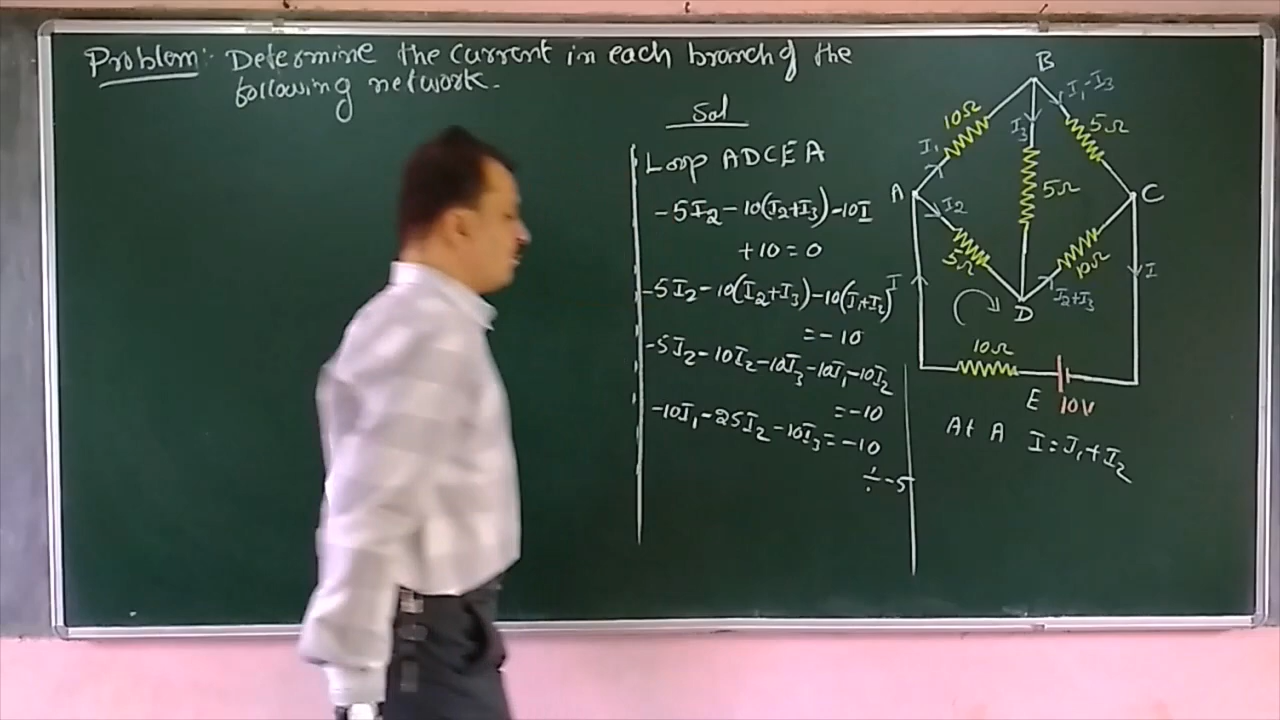 Problem:- Determine the current in each branch of the
following network.
Sol
Loop ADCEA
-5I₂ - 10(I₂+I₃) - 10I
+10 = 0
-5I₂ - 10(I₂+I₃) - 10(I₁+I₂)
= -10
-5I₂ - 10I₂ - 10I₃ - 10I₁ - 10I₂
= -10
-10I₁ - 25I₂ - 10I₃ = -10
÷ -5
B
10Ω
I₁
I₃
I₁-I₃
5Ω
5Ω
A
I₂
C
5Ω
10Ω
I
I
I₂+I₃
D
10Ω
E
10V
At A I = I₁+I₂